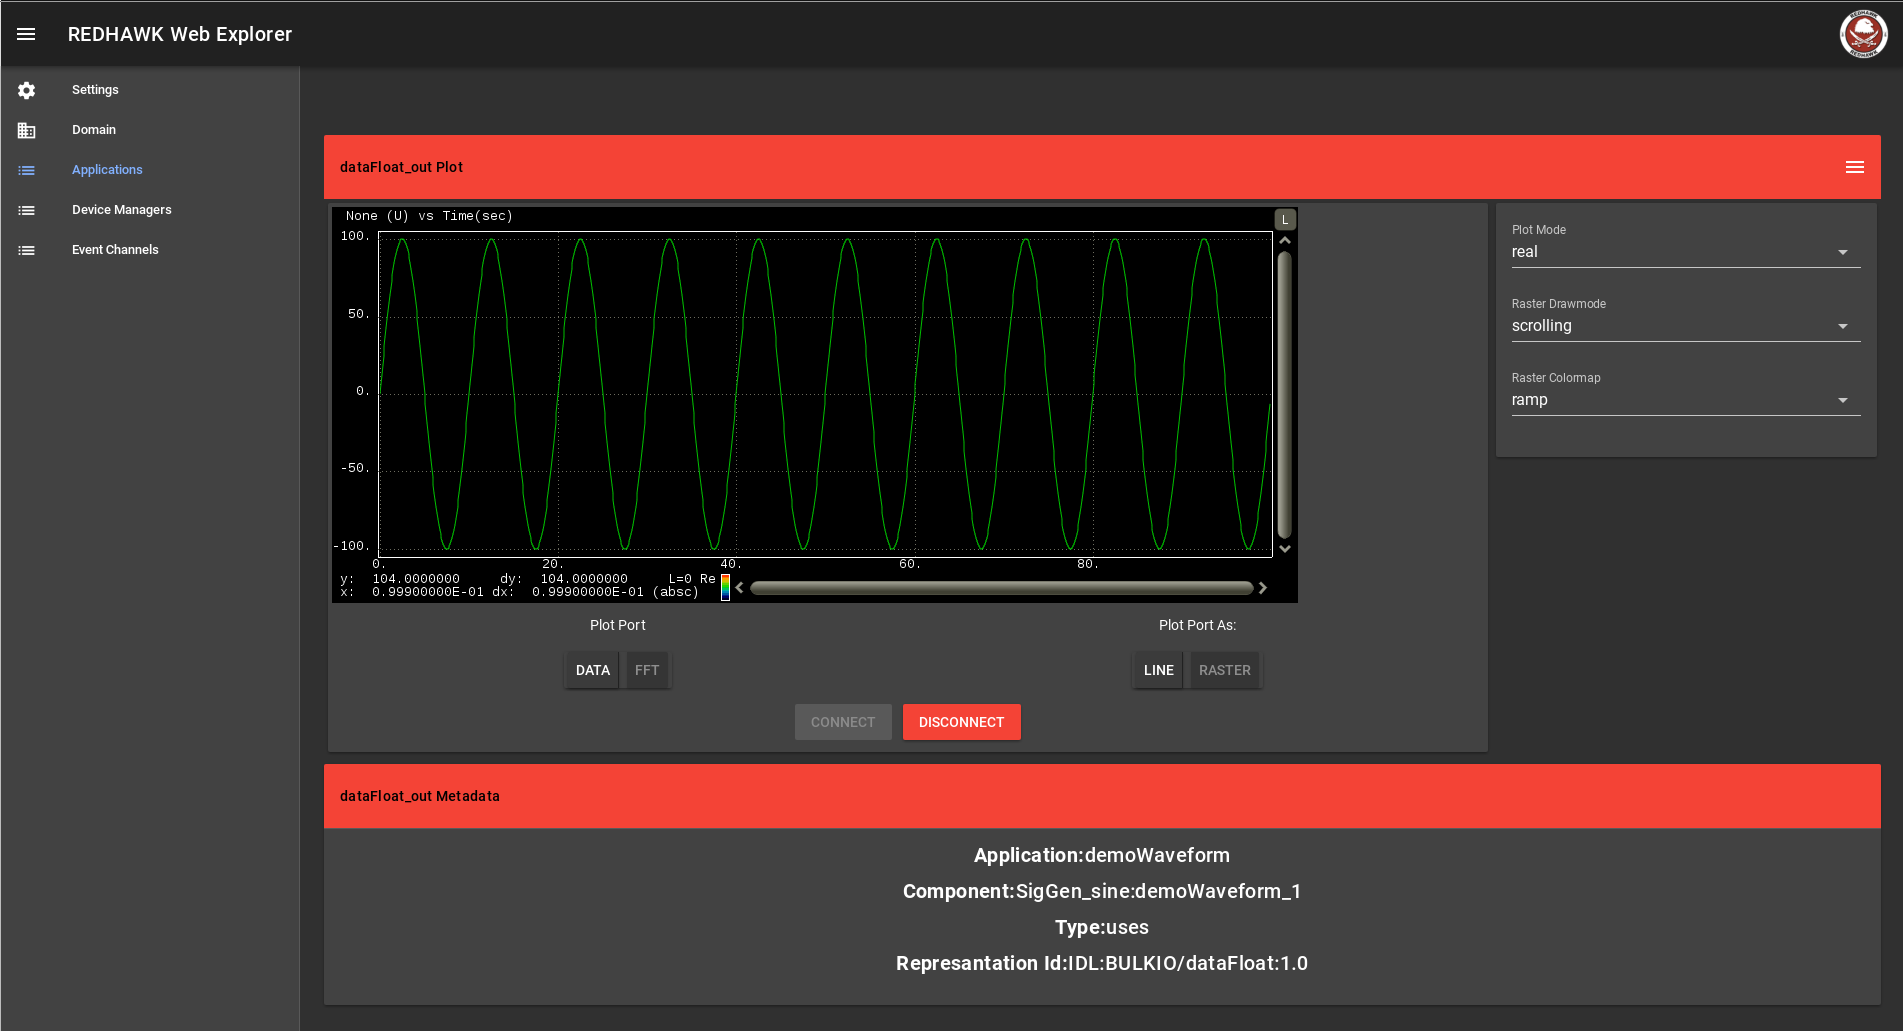 REDHAWK Web Explorer
REDHAWK
REDHAWK
Settings
Domain
Applications
Device Managers
Event Channels
dataFloat_out Plot
None (U) vs Time(sec)
L
100.
50.
0.
-50.
-100.
0. 20. 40. 60. 80.
y: 104.0000000 dy: 104.0000000 L=0 Re
x: 0.99900000E-01 dx: 0.99900000E-01 (absc)
Plot Mode
real
Raster Drawmode
scrolling
Raster Colormap
ramp
Plot Port
Plot Port As:
DATA FFT
LINE RASTER
CONNECT DISCONNECT
dataFloat_out Metadata
Application:demoWaveform
Component:SigGen_sine:demoWaveform_1
Type:uses
Represantation Id:IDL:BULKIO/dataFloat:1.0